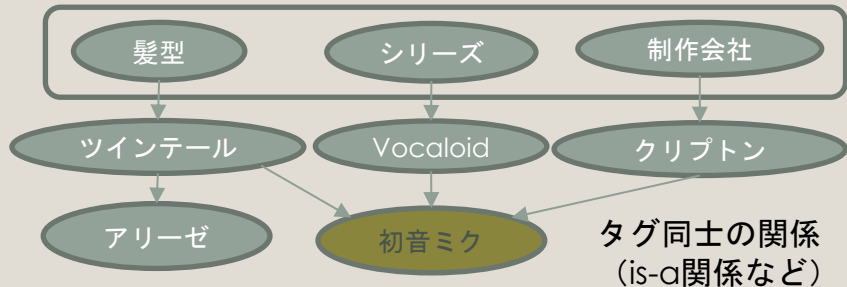 髪型
シリーズ
制作会社
ツインテール
Vocaloid
クリプトン
アリーゼ
初音ミク
タグ同士の関係
（is-a関係など）